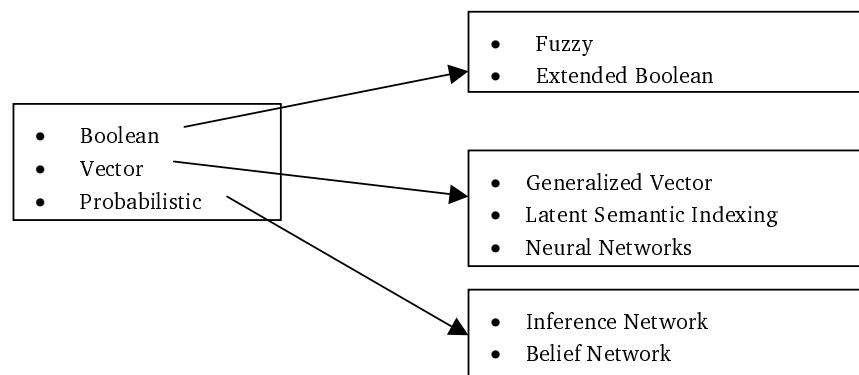 • Boolean
• Vector
• Probabilistic
• Fuzzy
• Extended Boolean
• Generalized Vector
• Latent Semantic Indexing
• Neural Networks
• Inference Network
• Belief Network